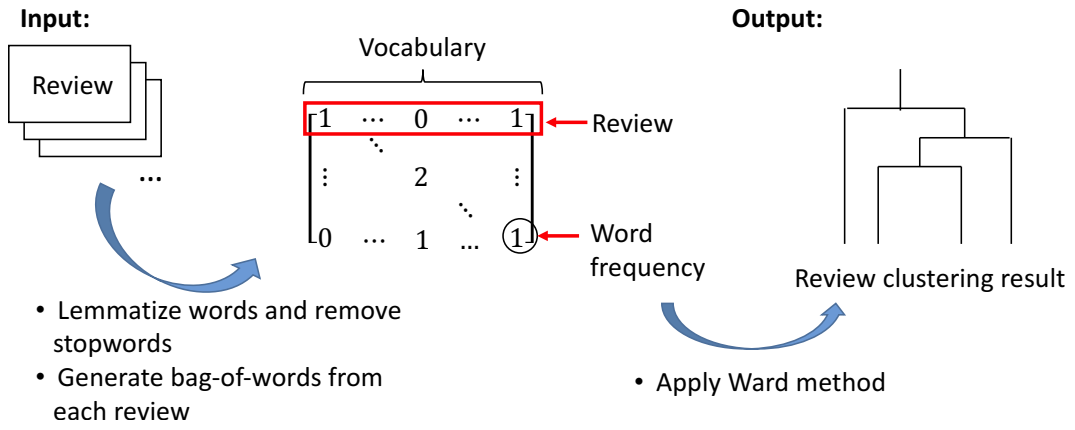 Input:
Output:
Review
...
Vocabulary
1 ⋯ 0 ⋯ 1
⋱
⋮ 2 ⋮
⋱
0 ⋯ 1 ... 1
Review
Word
frequency
Review clustering result
• Lemmatize words and remove
stopwords
• Generate bag-of-words from
each review
• Apply Ward method